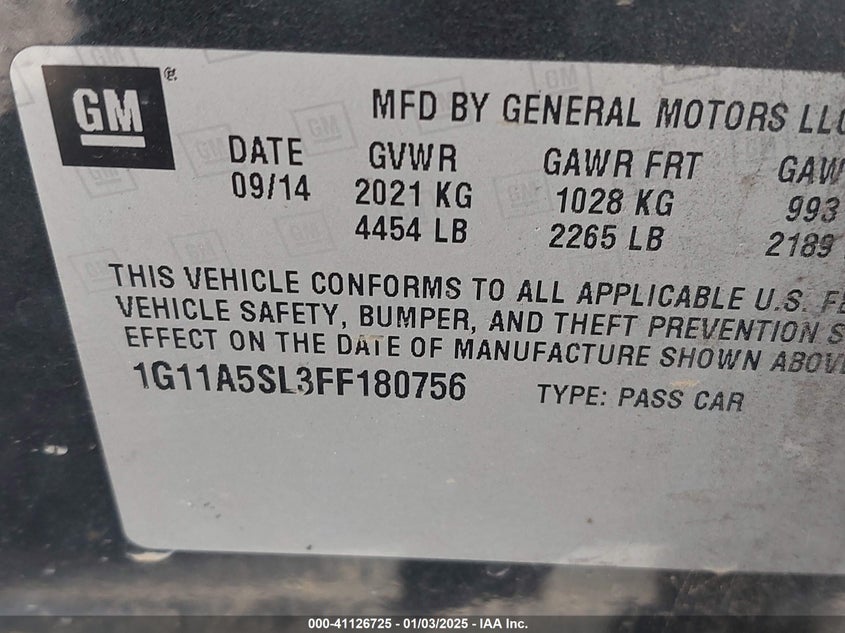 GM
MFD BY GENERAL MOTORS LLC
DATE GVWR GAWR FRT GAW
09/14 2021 KG 1028 KG 993
4454 LB 2265 LB 2189
THIS VEHICLE CONFORMS TO ALL APPLICABLE U.S. FE
VEHICLE SAFETY, BUMPER, AND THEFT PREVENTION S
EFFECT ON THE DATE OF MANUFACTURE SHOWN ABOVE
1G11A5SL3FF180756 TYPE: PASS CAR
000-41126725 - 01/03/2025 - IAA Inc.